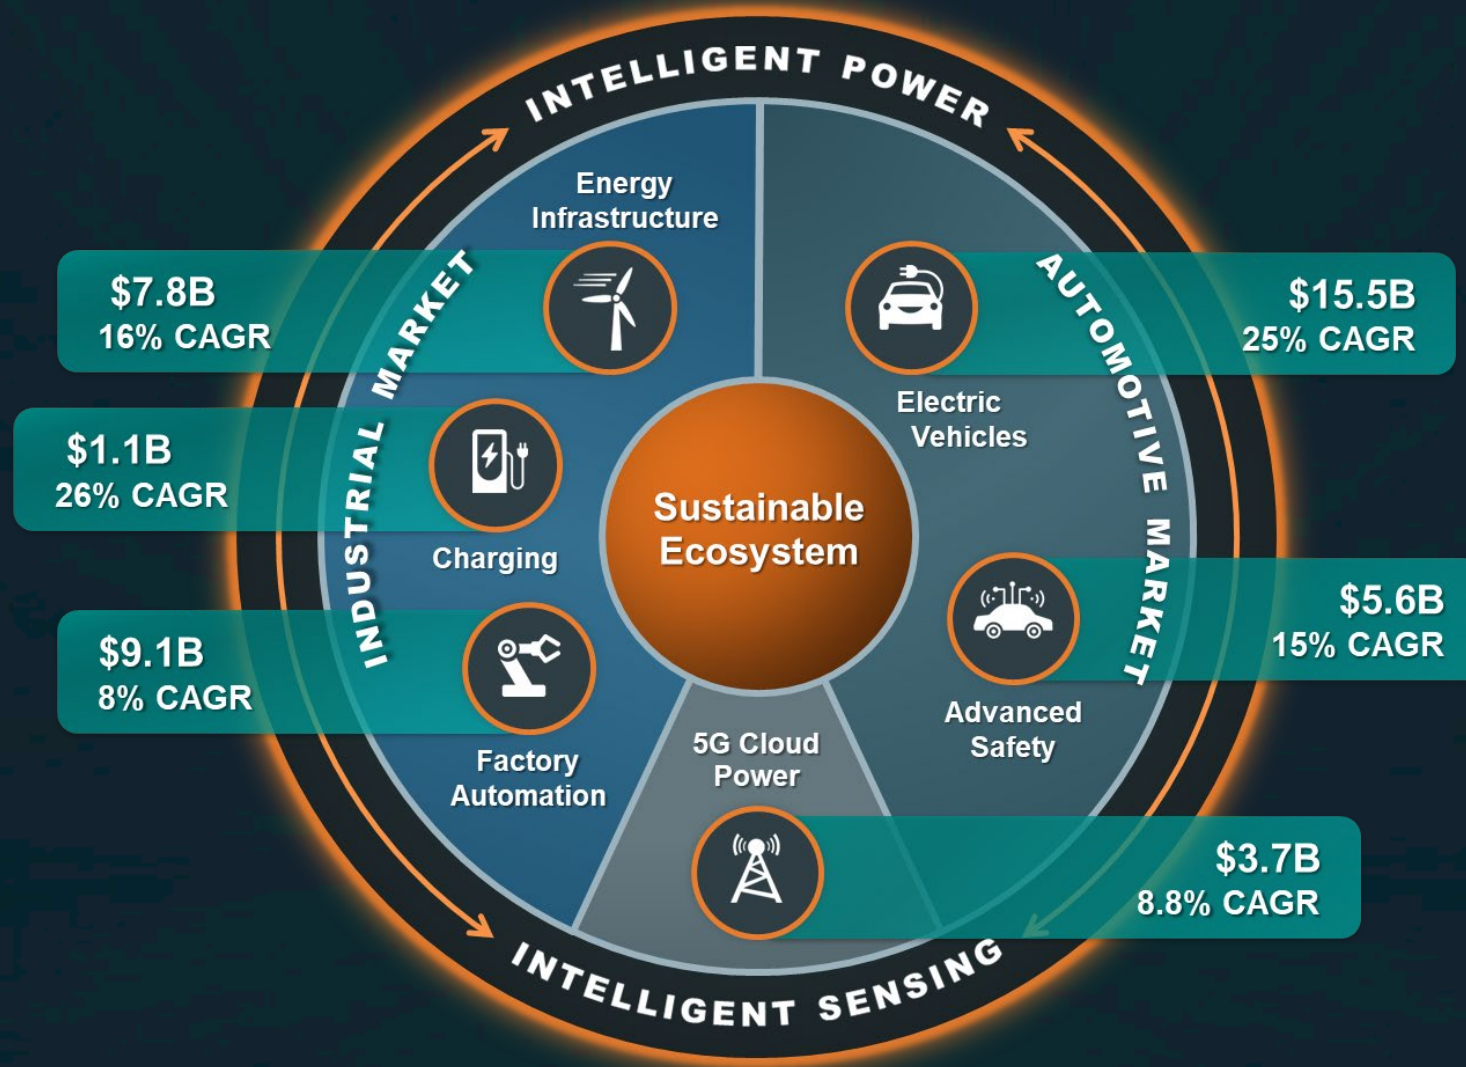 INTELLIGENT POWER
INDUSTRIAL MARKET
Energy
Infrastructure
$7.8B
16% CAGR
$1.1B
26% CAGR
Charging
$9.1B
8% CAGR
Factory
Automation
Sustainable
Ecosystem
AUTOMOTIVE MARKET
$15.5B
25% CAGR
Electric
Vehicles
$5.6B
15% CAGR
Advanced
Safety
5G Cloud
Power
$3.7B
8.8% CAGR
INTELLIGENT SENSING